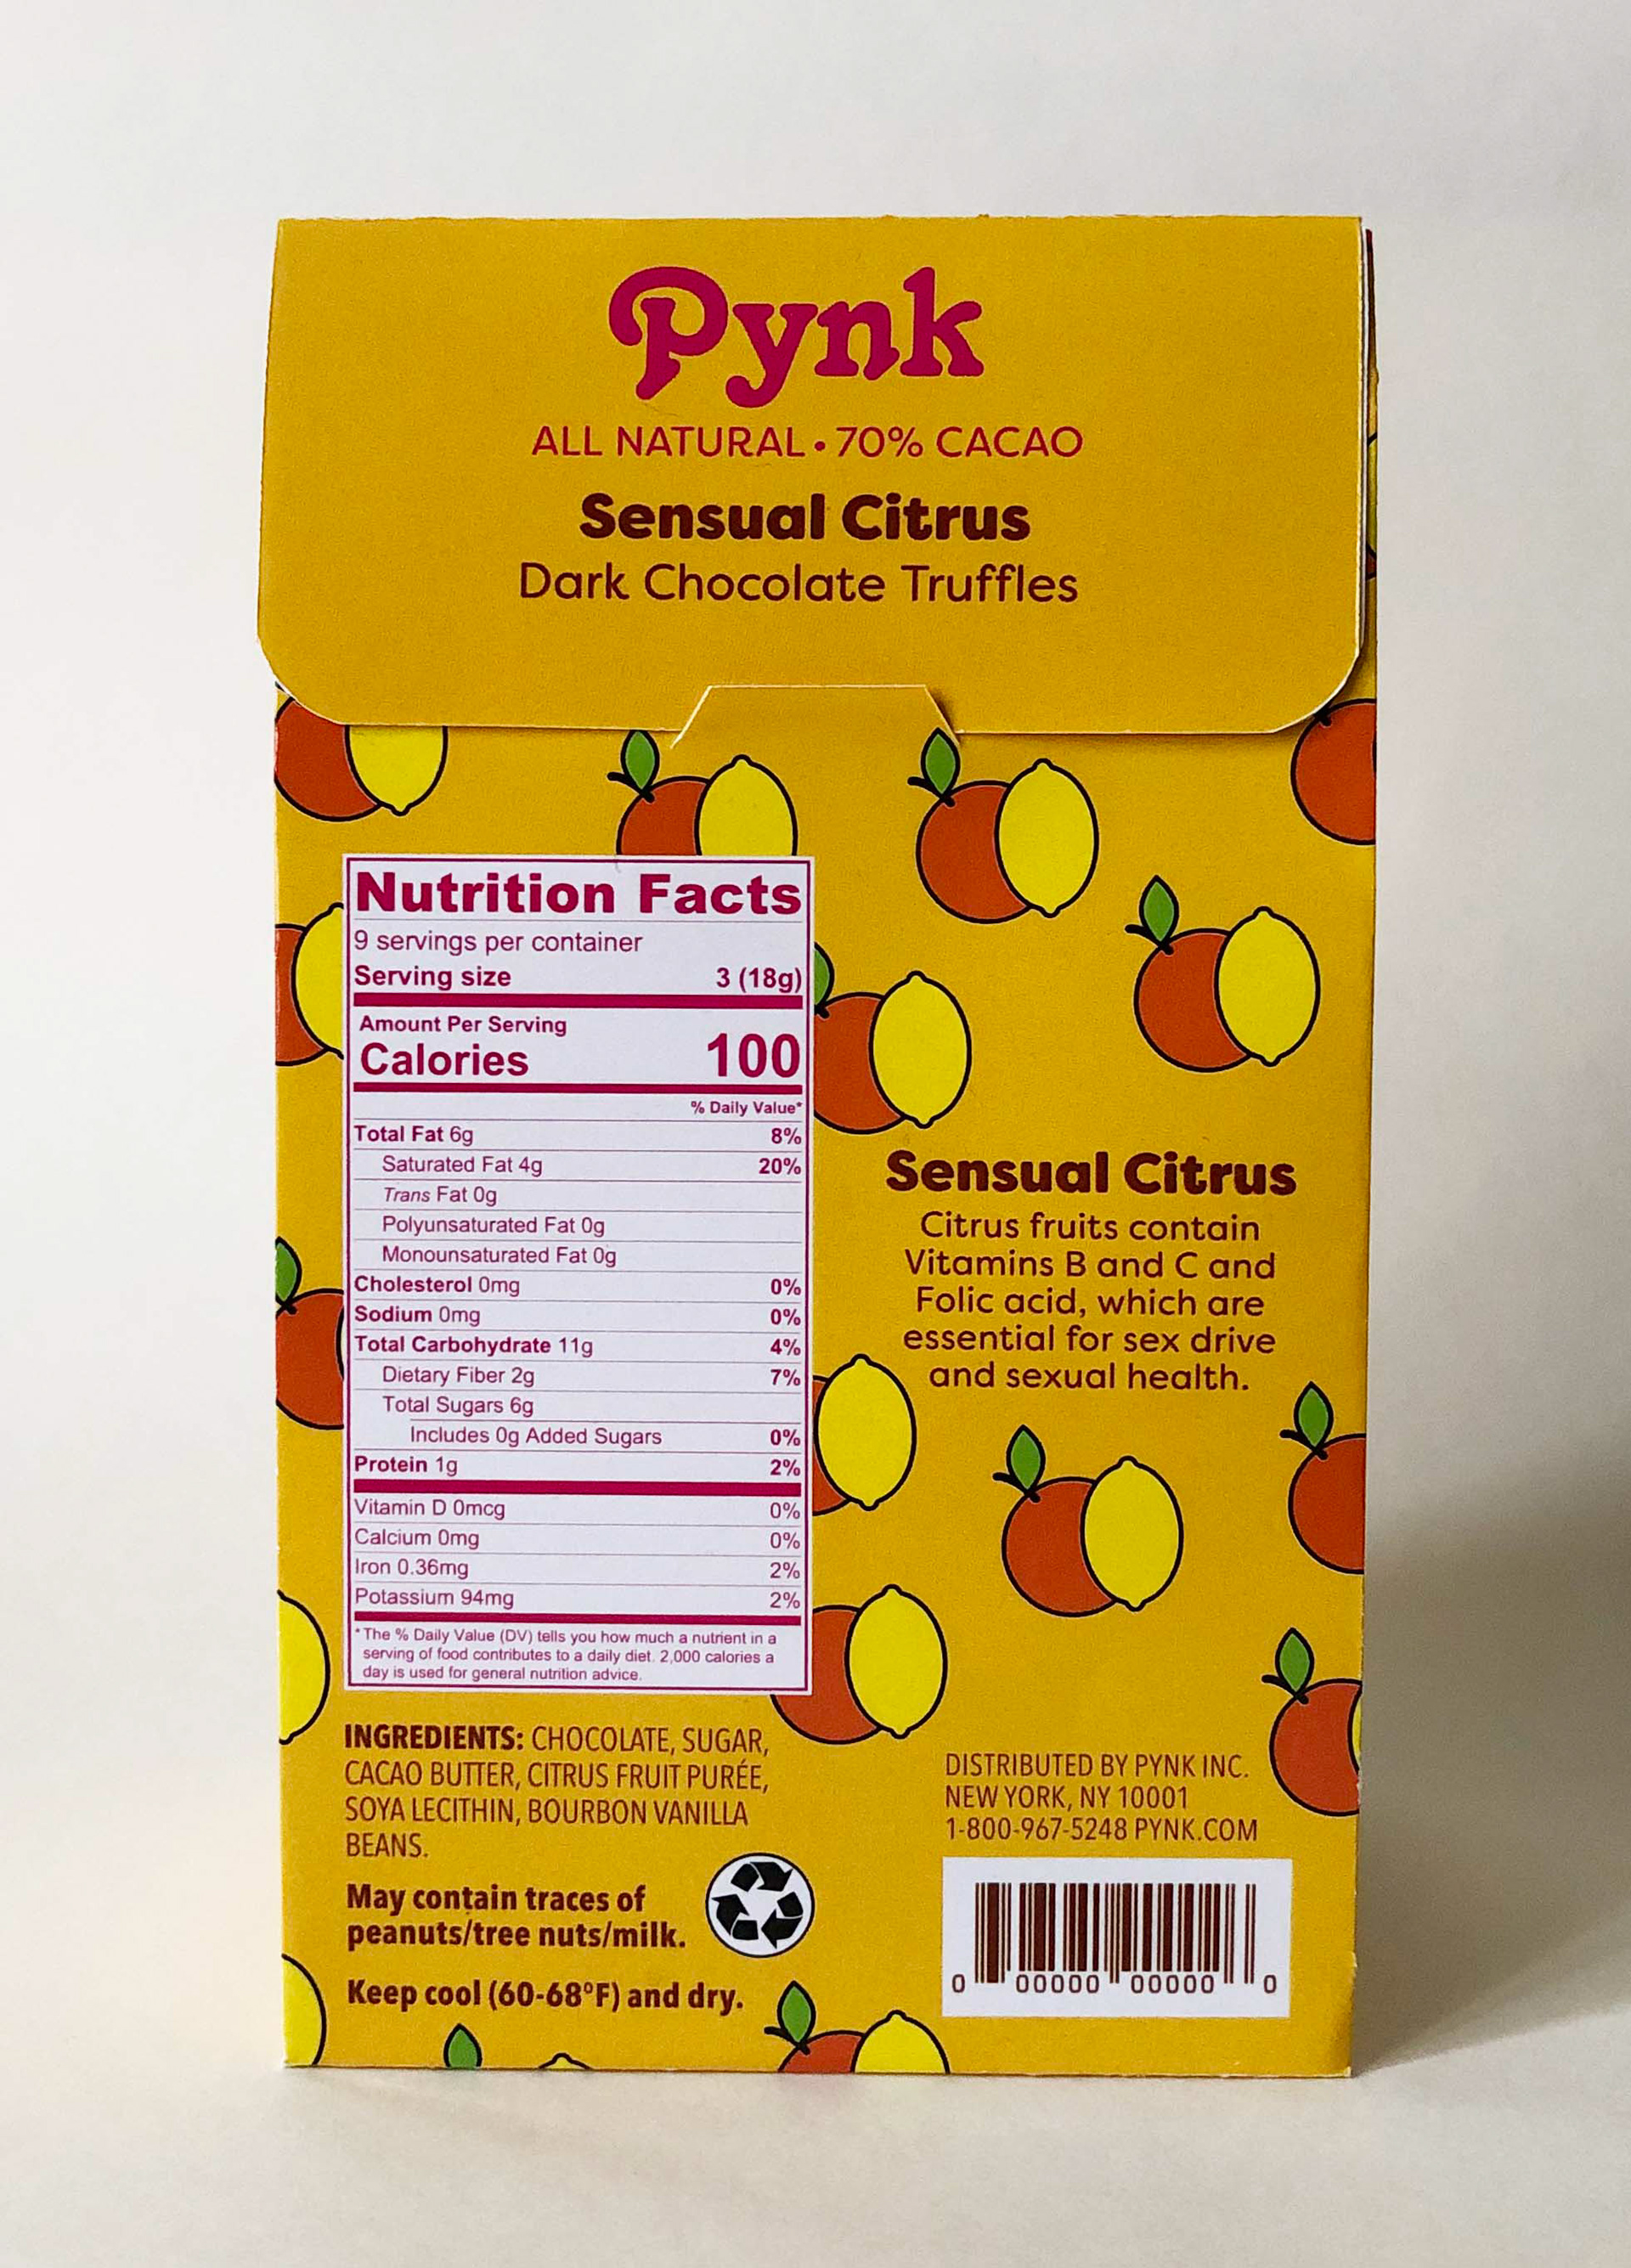 Pynk
ALL NATURAL • 70% CACAO
Sensual Citrus
Dark Chocolate Truffles
Nutrition Facts
9 servings per container
Serving size 3 (18g)
Amount Per Serving
Calories 100
% Daily Value*
Total Fat 6g 8%
Saturated Fat 4g 20%
Trans Fat 0g
Polyunsaturated Fat 0g
Monounsaturated Fat 0g
Cholesterol 0mg 0%
Sodium 0mg 0%
Total Carbohydrate 11g 4%
Dietary Fiber 2g 7%
Total Sugars 6g
Includes 0g Added Sugars 0%
Protein 1g 2%
Vitamin D 0mcg 0%
Calcium 0mg 0%
Iron 0.36mg 2%
Potassium 94mg 2%
*The % Daily Value (DV) tells you how much a nutrient in a
serving of food contributes to a daily diet. 2,000 calories a
day is used for general nutrition advice.
Sensual Citrus
Citrus fruits contain
Vitamins B and C and
Folic acid, which are
essential for sex drive
and sexual health.
INGREDIENTS: CHOCOLATE, SUGAR,
CACAO BUTTER, CITRUS FRUIT PURÉE,
SOYA LECITHIN, BOURBON VANILLA
BEANS.
May contain traces of
peanuts/tree nuts/milk.
Keep cool (60-68°F) and dry.
DISTRIBUTED BY PYNK INC.
NEW YORK, NY 10001
1-800-967-5248 PYNK.COM
0 00000 00000 0